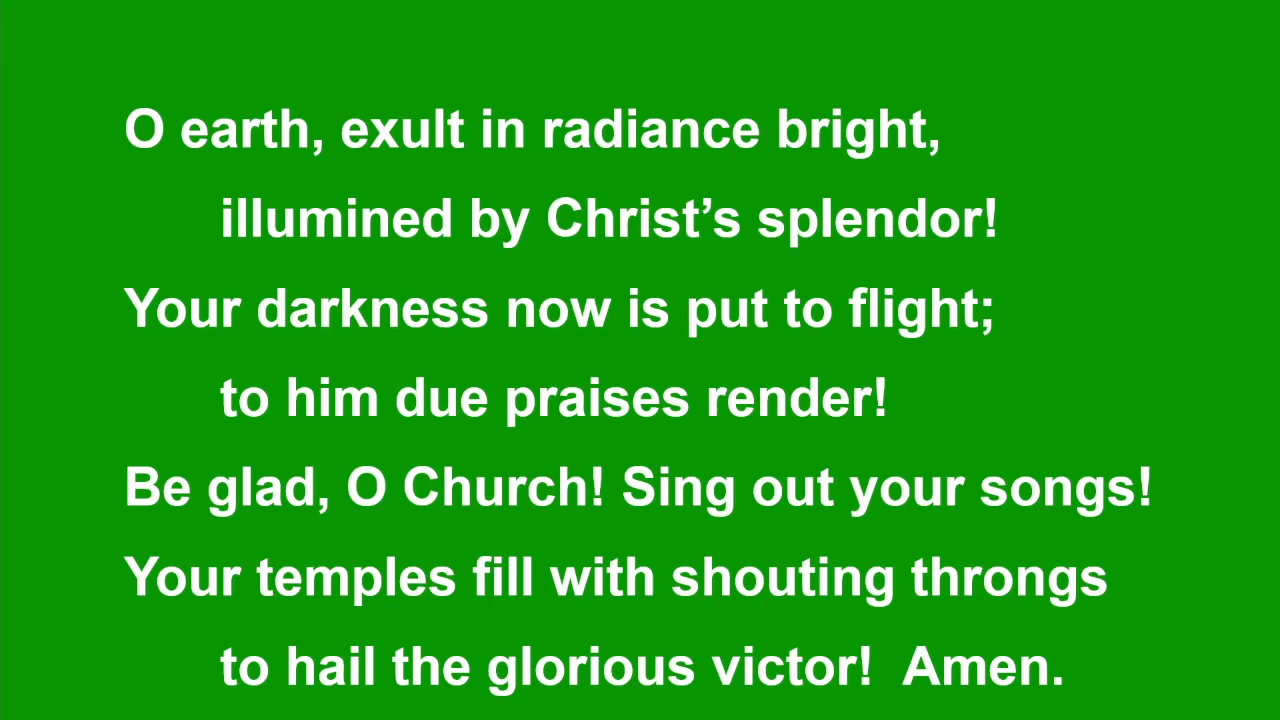 O earth, exult in radiance bright,
illumined by Christ’s splendor!
Your darkness now is put to flight;
to him due praises render!
Be glad, O Church! Sing out your songs!
Your temples fill with shouting throngs
to hail the glorious victor!  Amen.